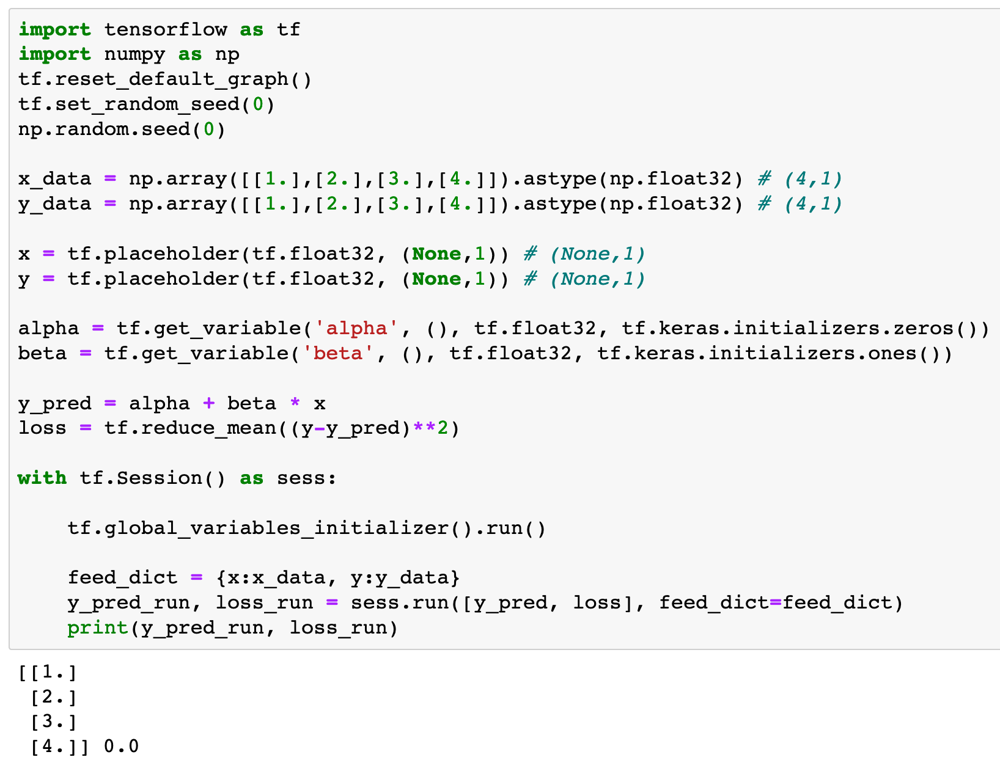 import tensorflow as tf
import numpy as np
tf.reset_default_graph()
tf.set_random_seed(0)
np.random.seed(0)

x_data = np.array([[1.],[2.],[3.],[4.]]).astype(np.float32) # (4,1)
y_data = np.array([[1.],[2.],[3.],[4.]]).astype(np.float32) # (4,1)

x = tf.placeholder(tf.float32, (None,1)) # (None,1)
y = tf.placeholder(tf.float32, (None,1)) # (None,1)

alpha = tf.get_variable('alpha', (), tf.float32, tf.keras.initializers.zeros())
beta = tf.get_variable('beta', (), tf.float32, tf.keras.initializers.ones())

y_pred = alpha + beta * x
loss = tf.reduce_mean((y-y_pred)**2)

with tf.Session() as sess:

    tf.global_variables_initializer().run()

    feed_dict = {x:x_data, y:y_data}
    y_pred_run, loss_run = sess.run([y_pred, loss], feed_dict=feed_dict)
    print(y_pred_run, loss_run)

[[1.]
 [2.]
 [3.]
 [4.]] 0.0